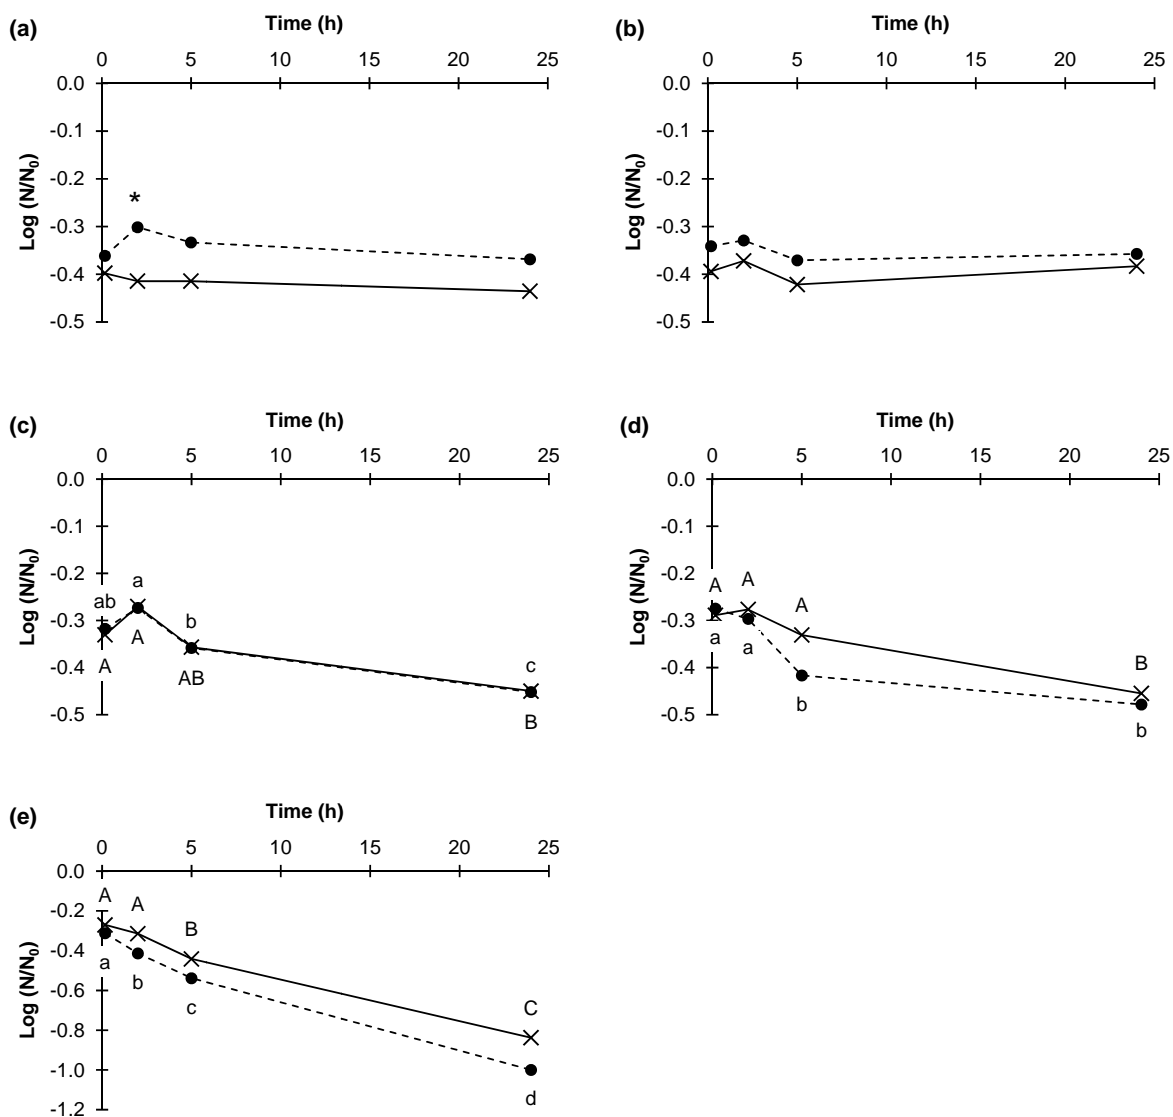 (a)
Time (h)
0 5 10 15 20 25
0.0
-0.1
-0.2
-0.3
-0.4
-0.5
Log (N/N0)
*
(b)
Time (h)
0 5 10 15 20 25
0.0
-0.1
-0.2
-0.3
-0.4
-0.5
Log (N/N0)
(c)
Time (h)
0 5 10 15 20 25
0.0
-0.1
-0.2
-0.3
-0.4
-0.5
Log (N/N0)
ab a b c
A A AB B
(d)
Time (h)
0 5 10 15 20 25
0.0
-0.1
-0.2
-0.3
-0.4
-0.5
Log (N/N0)
A A A B
a a b b
(e)
Time (h)
0 5 10 15 20 25
0.0
-0.2
-0.4
-0.6
-0.8
-1.0
-1.2
Log (N/N0)
A A B C
a b c d